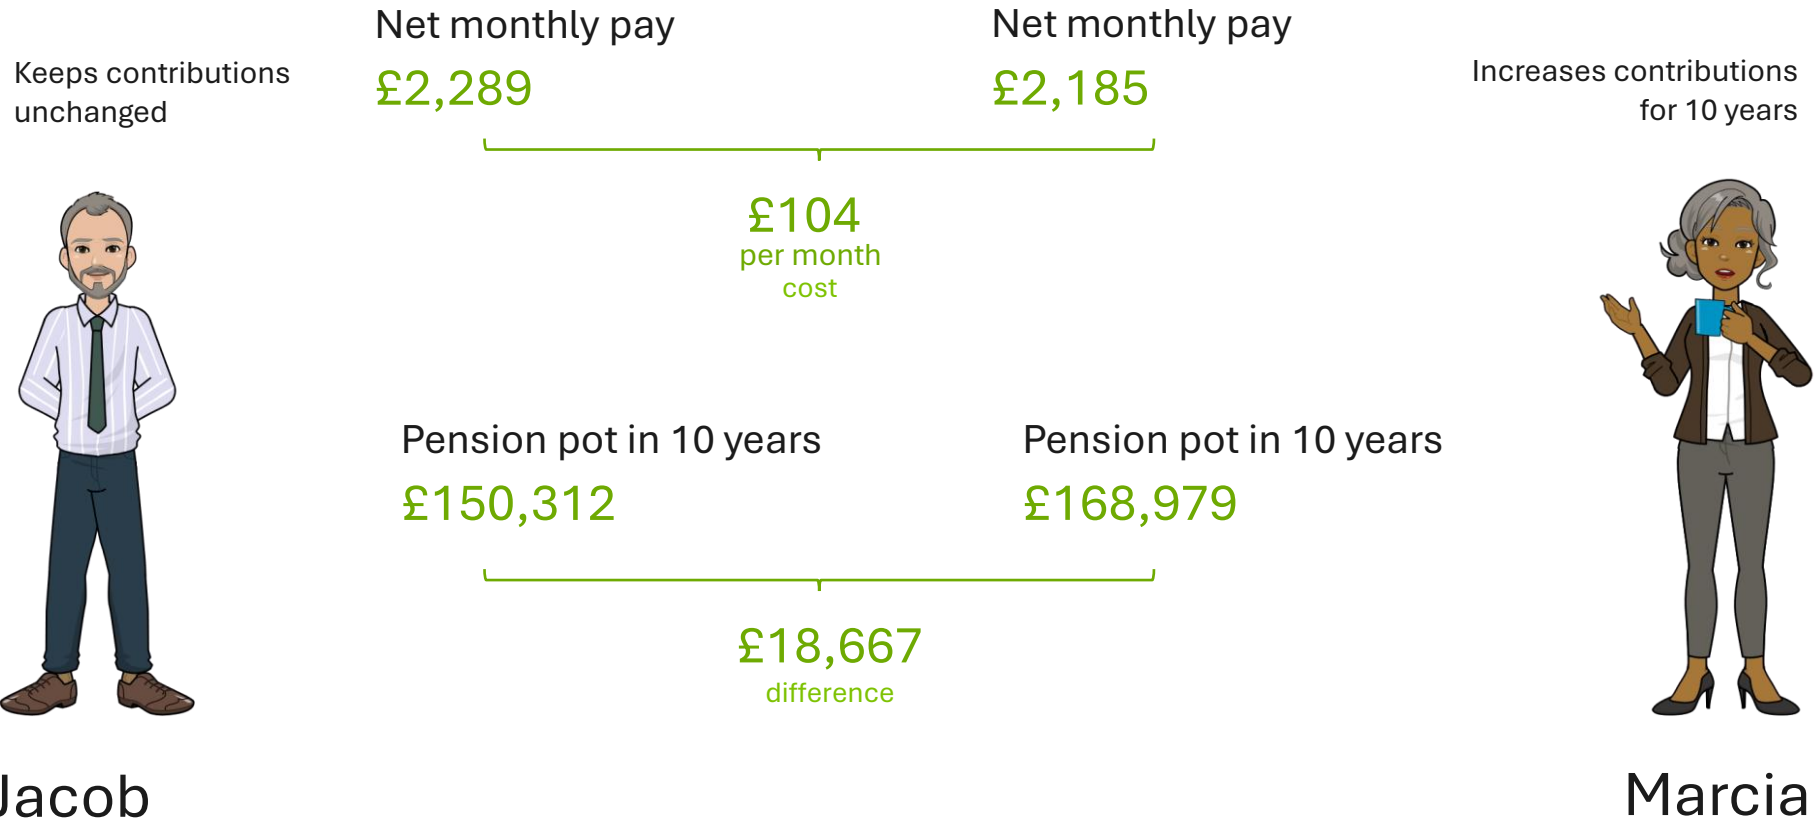 Keeps contributions
unchanged
Net monthly pay
£2,289
Net monthly pay
£2,185
Increases contributions
for 10 years
£104
per month
cost
Pension pot in 10 years
£150,312
Pension pot in 10 years
£168,979
£18,667
difference
Jacob
Marcia